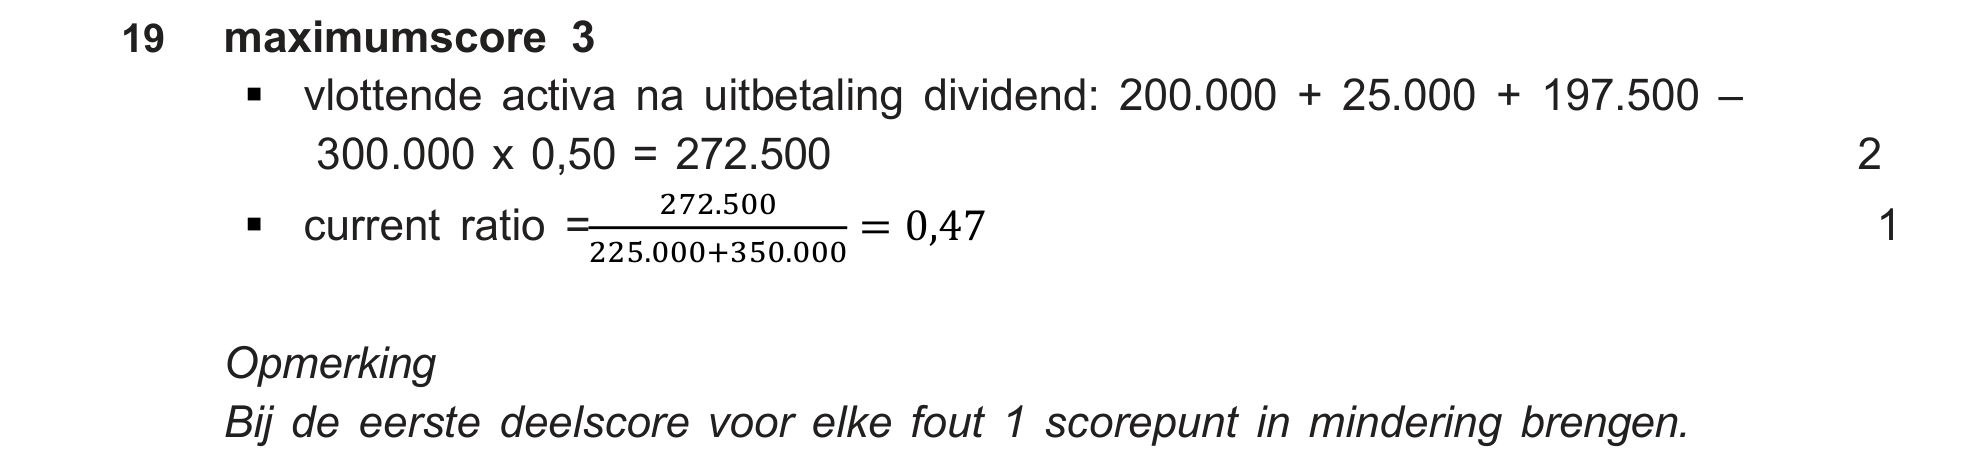 19 maximumscore 3
▪ vlottende activa na uitbetaling dividend: 200.000 + 25.000 + 197.500 –
300.000 x 0,50 = 272.500 2
▪ current ratio = 272.500 / 225.000+350.000 = 0,47 1
Opmerking
Bij de eerste deelscore voor elke fout 1 scorepunt in mindering brengen.